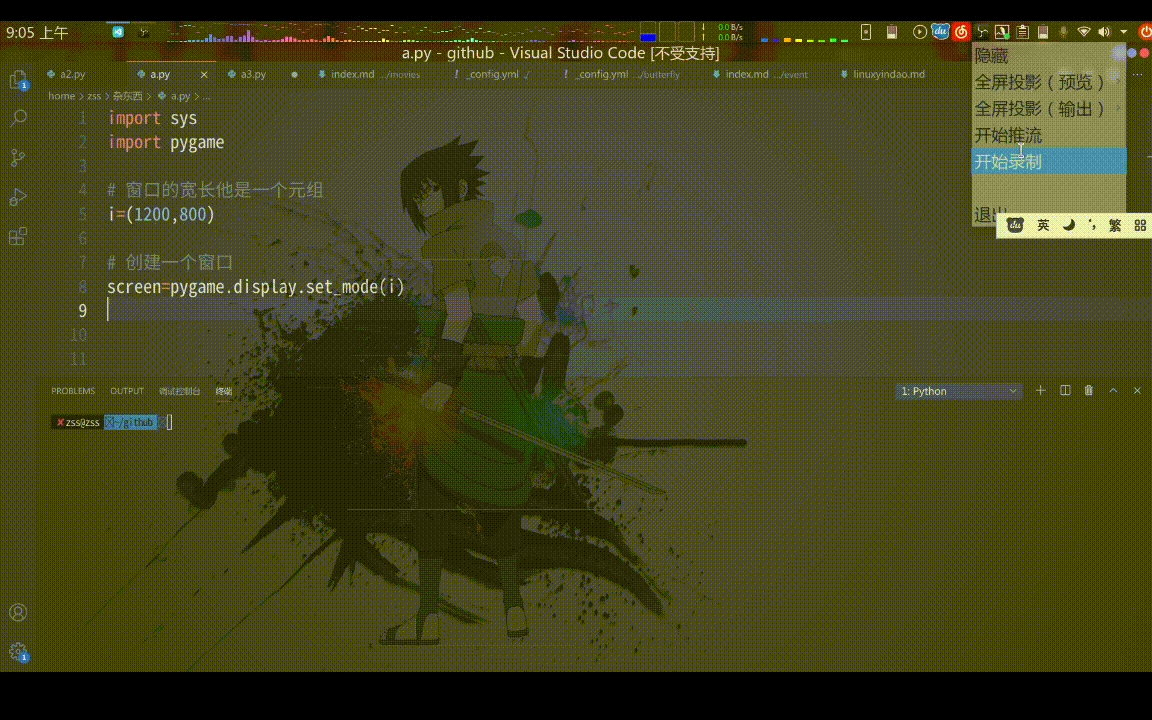 9:05 上午
0.0 B/s
0.0 B/s
a.py - github - Visual Studio Code [不受支持]
a2.py a.py a3.py index.md .../movies _config.yml ../ _config.yml ../butterfly index.md .../event linuxyindao.md
home > zss > 杂东西 > a.py > ...
1 import sys
2 import pygame
3
4 # 窗口的宽长他是一个元组
5 i=(1200,800)
6
7 # 创建一个窗口
8 screen=pygame.display.set_mode(i)
9
10
11
隐藏
全屏投影（预览）
全屏投影（输出）
开始推流
开始录制
退出
du 英 繁
PROBLEMS OUTPUT 调试控制台 终端
1: Python
✘ zss@zss ~/github